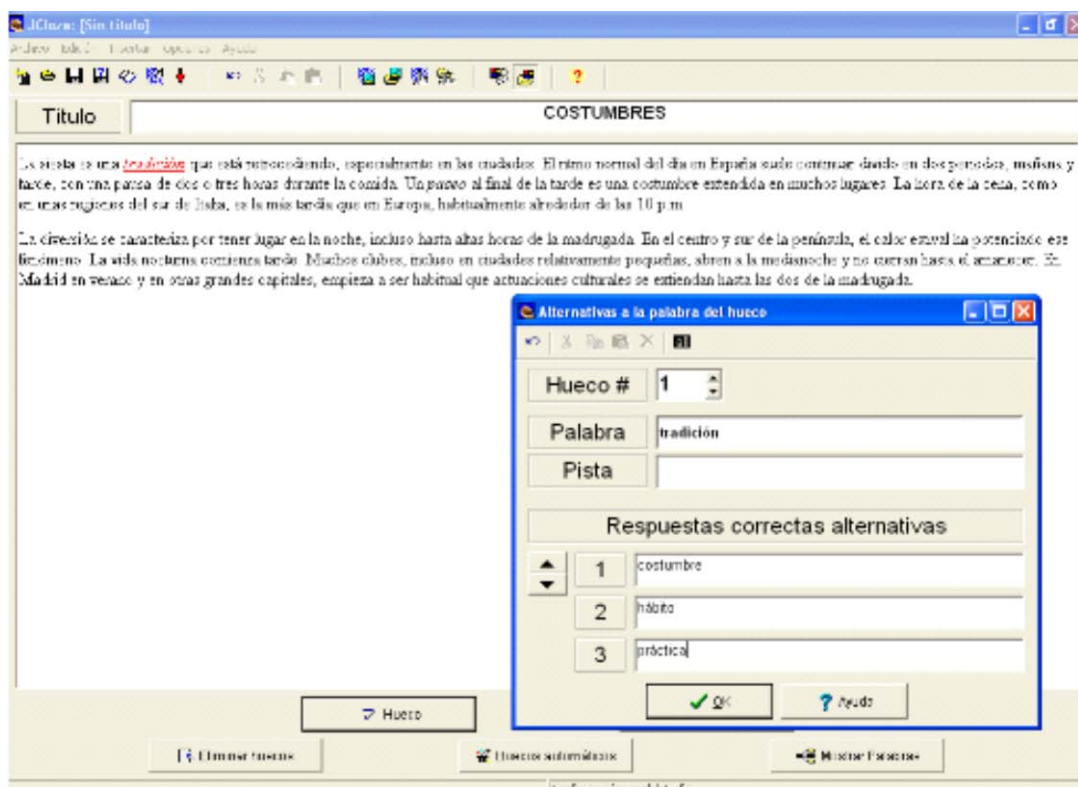 JCloze: [Sin título]
Archivo Edición Insertar Opciones Ayuda
Título
COSTUMBRES
La siesta es una tradición que está retrocediendo, especialmente en las ciudades. El ritmo normal del día en España suele continuar divido en dos periodos, mañana y
tarde, con una pausa de dos o tres horas durante la comida. Un paseo al final de la tarde es una costumbre extendida en muchos lugares. La hora de la cena, como
en unas regiones del sur de Italia, es la más tardía que en Europa, habitualmente alrededor de las 10 p.m.
La diversión se caracteriza por tener lugar en la noche, incluso hasta altas horas de la madrugada. En el centro y sur de la península, el calor estival ha potenciado ese
fenómeno. La vida nocturna comienza tarde. Muchos clubes, incluso en ciudades relativamente pequeñas, abren a la medianoche y no cierran hasta el amanecer. En
Madrid en verano y en otras grandes capitales, empieza a ser habitual que actuaciones culturales se extiendan hasta las dos de la madrugada.
Alternativas a la palabra del hueco
Hueco # 1
Palabra tradición
Pista
Respuestas correctas alternativas
1 costumbre
2 hábito
3 práctica
OK Ayuda
Hueco
Eliminar huecos Huecos automáticos Mostrar Palabras